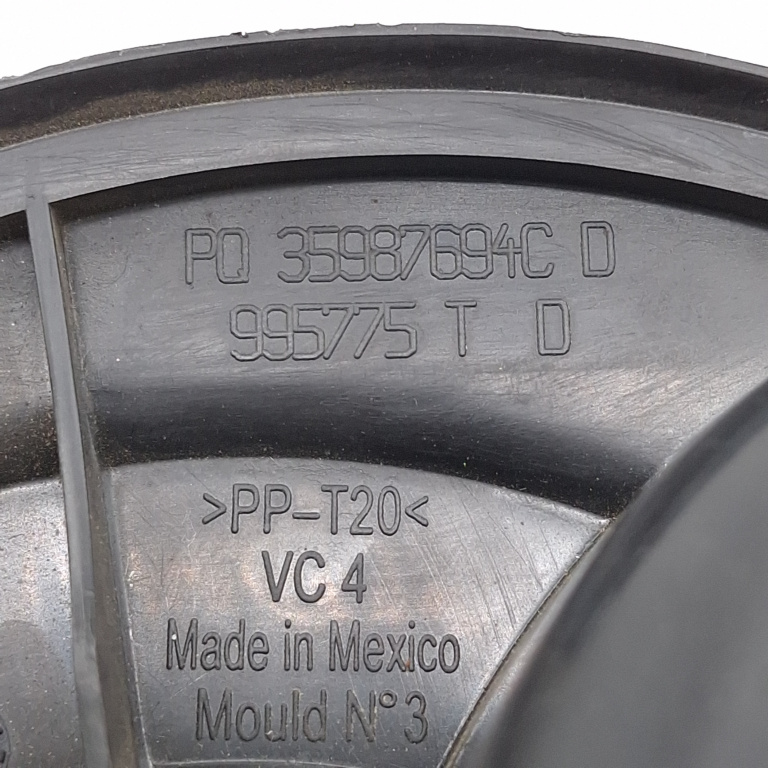 PQ 35987694C D
995775 T D
>PP-T20<
VC 4
Made in Mexico
Mould N°3